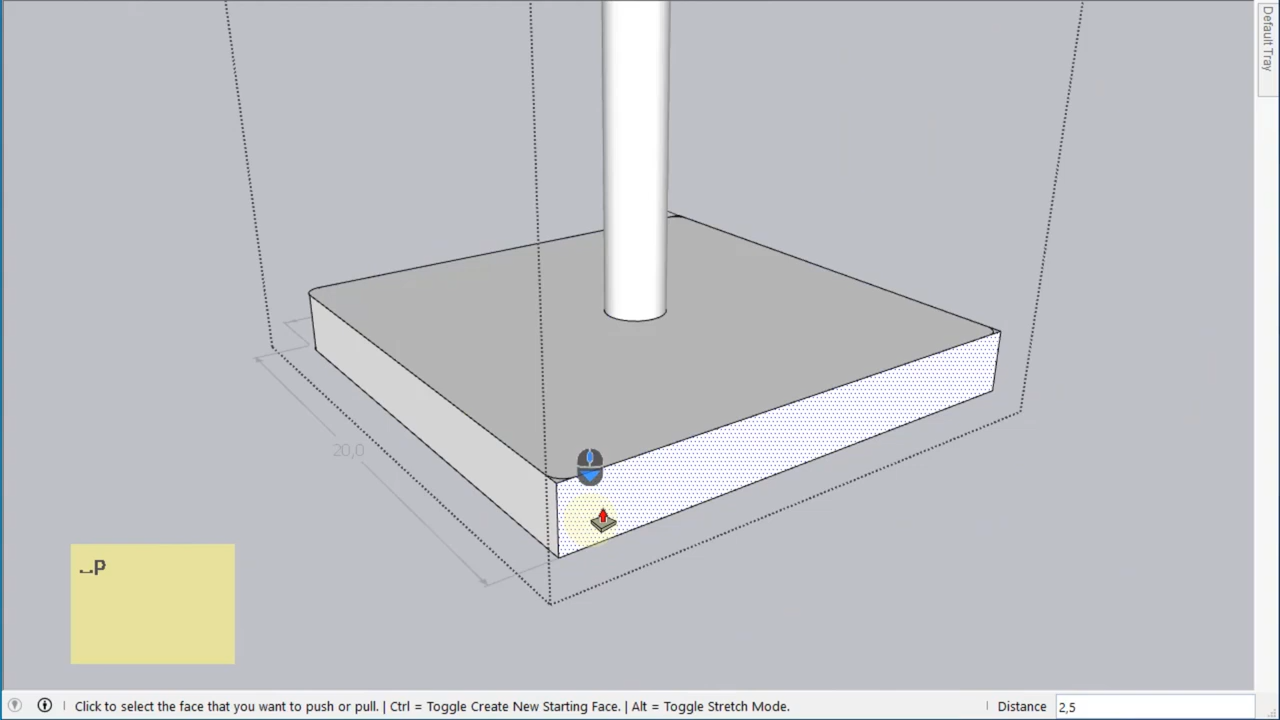 Default Tray
20,0
⎵p
Click to select the face that you want to push or pull. | Ctrl = Toggle Create New Starting Face. | Alt = Toggle Stretch Mode.
Distance 2,5